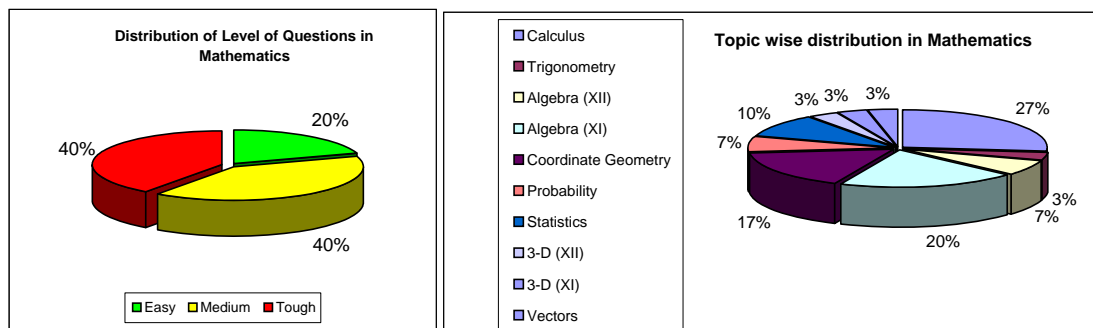 Distribution of Level of Questions in
Mathematics
20%
40%
40%
Easy
Medium
Tough
Calculus
Trigonometry
Algebra (XII)
Algebra (XI)
Coordinate Geometry
Probability
Statistics
3-D (XII)
3-D (XI)
Vectors
Topic wise distribution in Mathematics
27%
3%
7%
20%
17%
7%
10%
3%
3%
3%